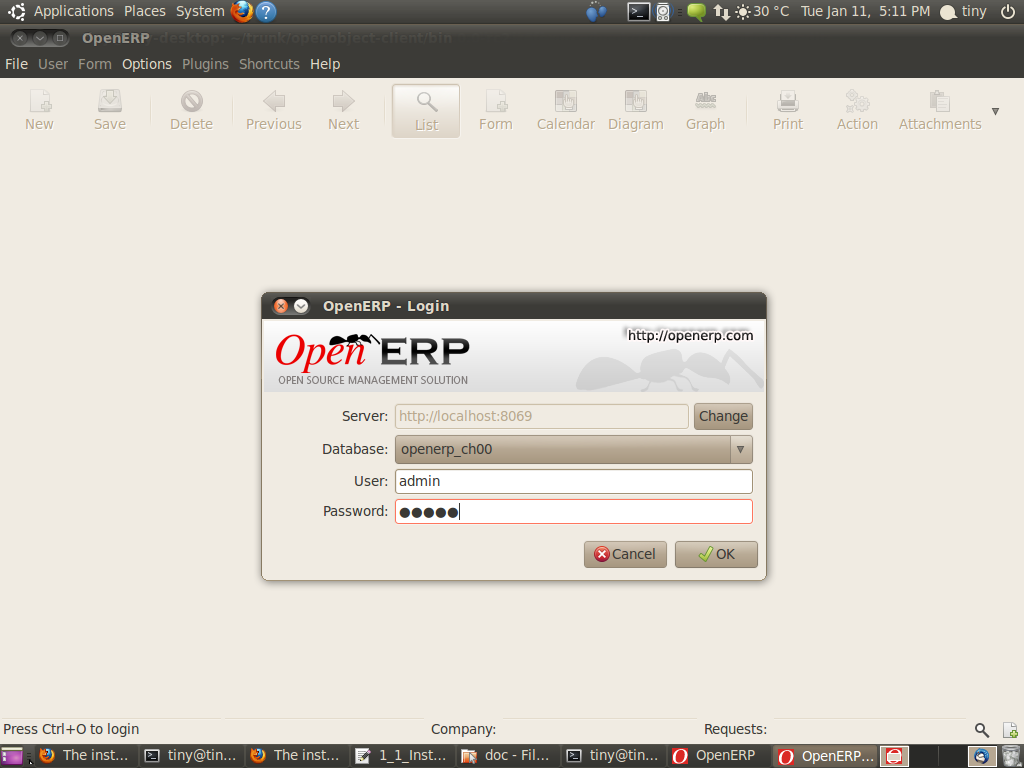 Applications Places System 30 °C Tue Jan 11, 5:11 PM tiny
OpenERP -desktop: ~/trunk/openobject-client/bin
File User Form Options Plugins Shortcuts Help
New Save Delete Previous Next List Form Calendar Diagram Graph Print Action Attachments
OpenERP - Login
Open ERP
http://openerp.com
OPEN SOURCE MANAGEMENT SOLUTION
Server: http://localhost:8069 Change
Database: openerp_ch00
User: admin
Password: ●●●●●
Cancel OK
Press Ctrl+O to login Company: Requests:
The inst... tiny@tin... The inst... 1_1_Inst... doc - Fil... tiny@tin... OpenERP OpenERP...